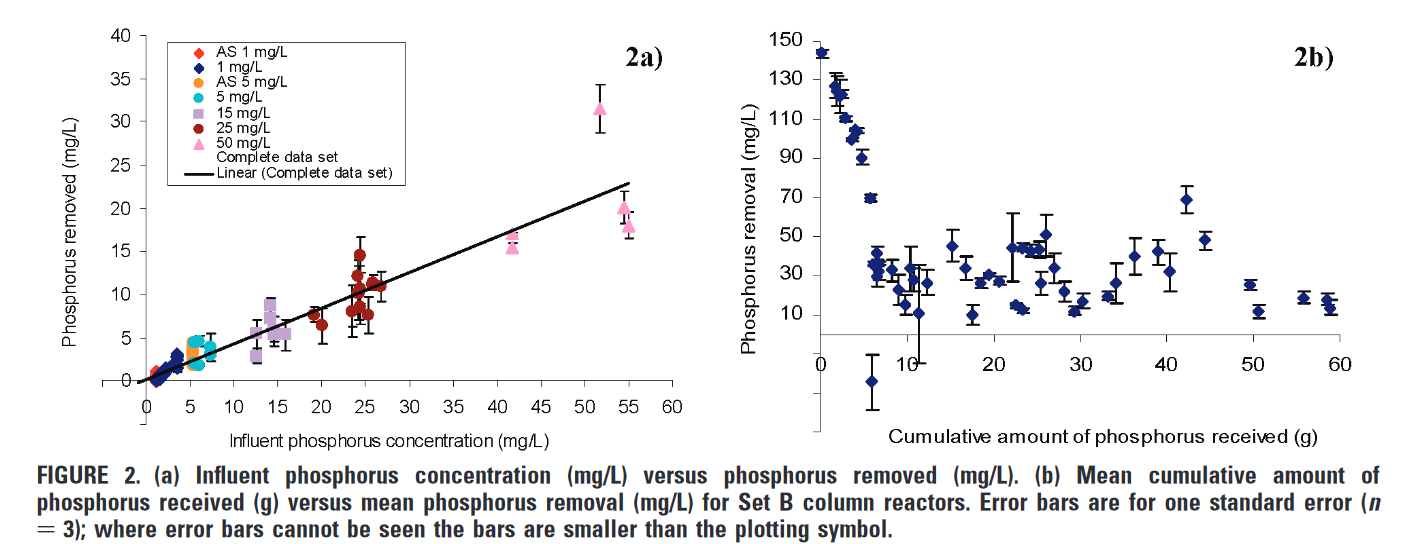 2a)
AS 1 mg/L
1 mg/L
AS 5 mg/L
5 mg/L
15 mg/L
25 mg/L
50 mg/L
Complete data set
Linear (Complete data set)
Phosphorus removed (mg/L)
40
35
30
25
20
15
10
5
0
0 5 10 15 20 25 30 35 40 45 50 55 60
Influent phosphorus concentration (mg/L)
2b)
Phosphorus removal (mg/L)
150
130
110
90
70
50
30
10
0 10 20 30 40 50 60
Cumulative amount of phosphorus received (g)
FIGURE 2. (a) Influent phosphorus concentration (mg/L) versus phosphorus removed (mg/L). (b) Mean cumulative amount of
phosphorus received (g) versus mean phosphorus removal (mg/L) for Set B column reactors. Error bars are for one standard error (n
= 3); where error bars cannot be seen the bars are smaller than the plotting symbol.